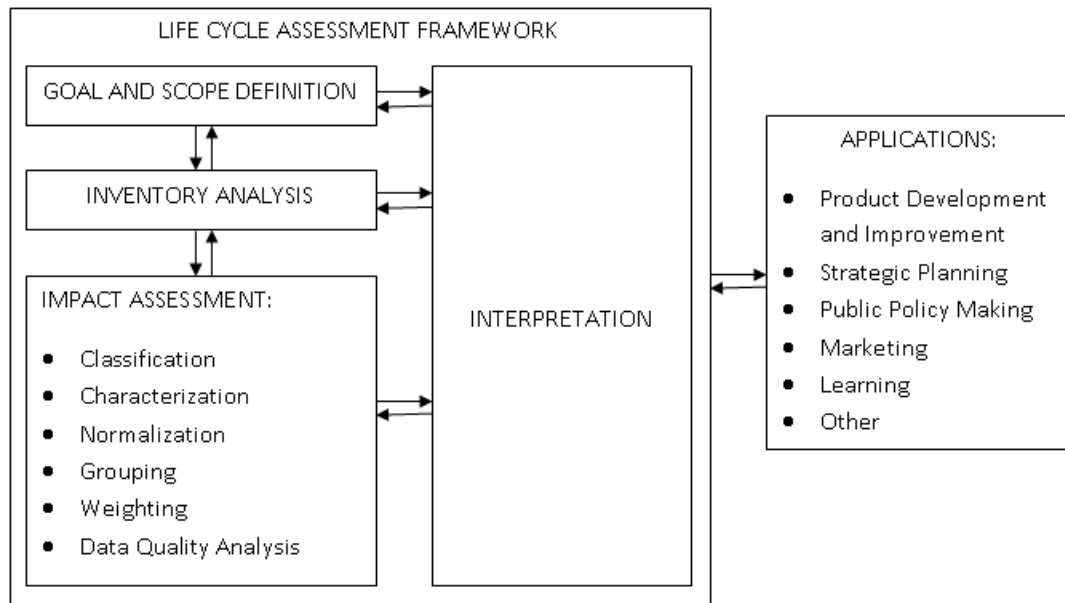 LIFE CYCLE ASSESSMENT FRAMEWORK
GOAL AND SCOPE DEFINITION
INVENTORY ANALYSIS
IMPACT ASSESSMENT:
● Classification
● Characterization
● Normalization
● Grouping
● Weighting
● Data Quality Analysis
INTERPRETATION
APPLICATIONS:
● Product Development
and Improvement
● Strategic Planning
● Public Policy Making
● Marketing
● Learning
● Other